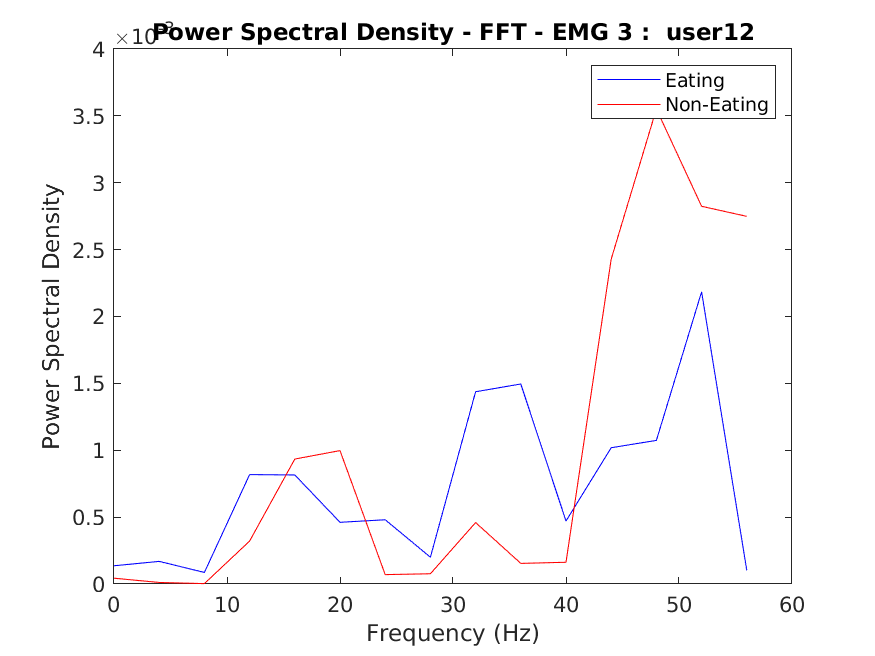 Power Spectral Density - FFT - EMG 3 : user12
×10
Eating
Non-Eating
4
3.5
3
2.5
2
1.5
1
0.5
0
Power Spectral Density
0 10 20 30 40 50 60
Frequency (Hz)